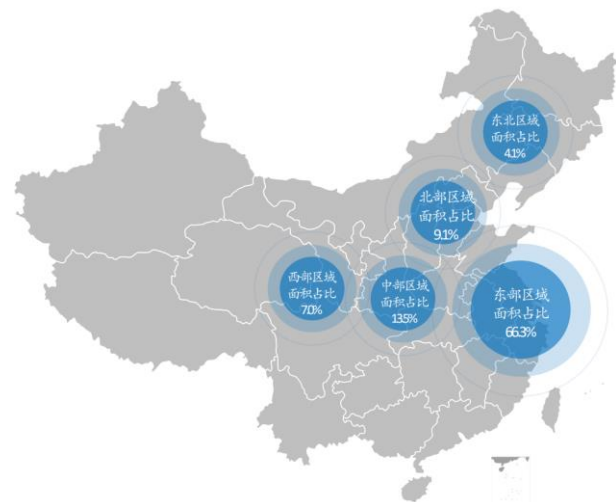 东北区域
面积占比
4.1%
北部区域
面积占比
9.1%
西部区域
面积占比
7.0%
中部区域
面积占比
13.5%
东部区域
面积占比
66.3%